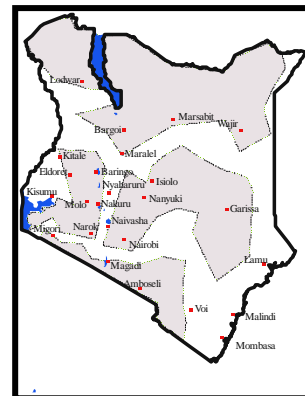 Lodwar
Marsabit
Bargoi
Wajir
Maralel
Kitale
Eldoret
Baringo
Isiolo
Nyaharuru
Kisumu
Nanyuki
Molo
Nakuru
Garissa
Naivasha
Migori
Narok
Nairobi
Magadi
Lamu
Amboseli
Voi
Malindi
Mombasa